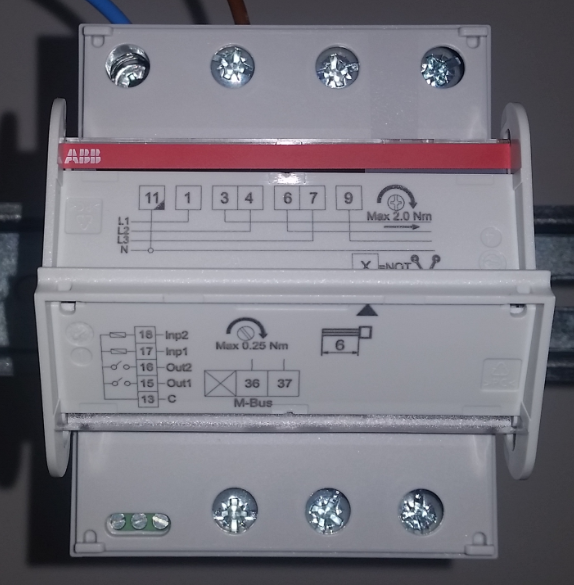 ABB
11 1 3 4 6 7 9
Max 2.0 Nm
L1
L2
L3
N
X =NOT
18 Inp2
17 Inp1
16 Out2
15 Out1
13 C
Max 0.25 Nm
36 37
M-Bus
6